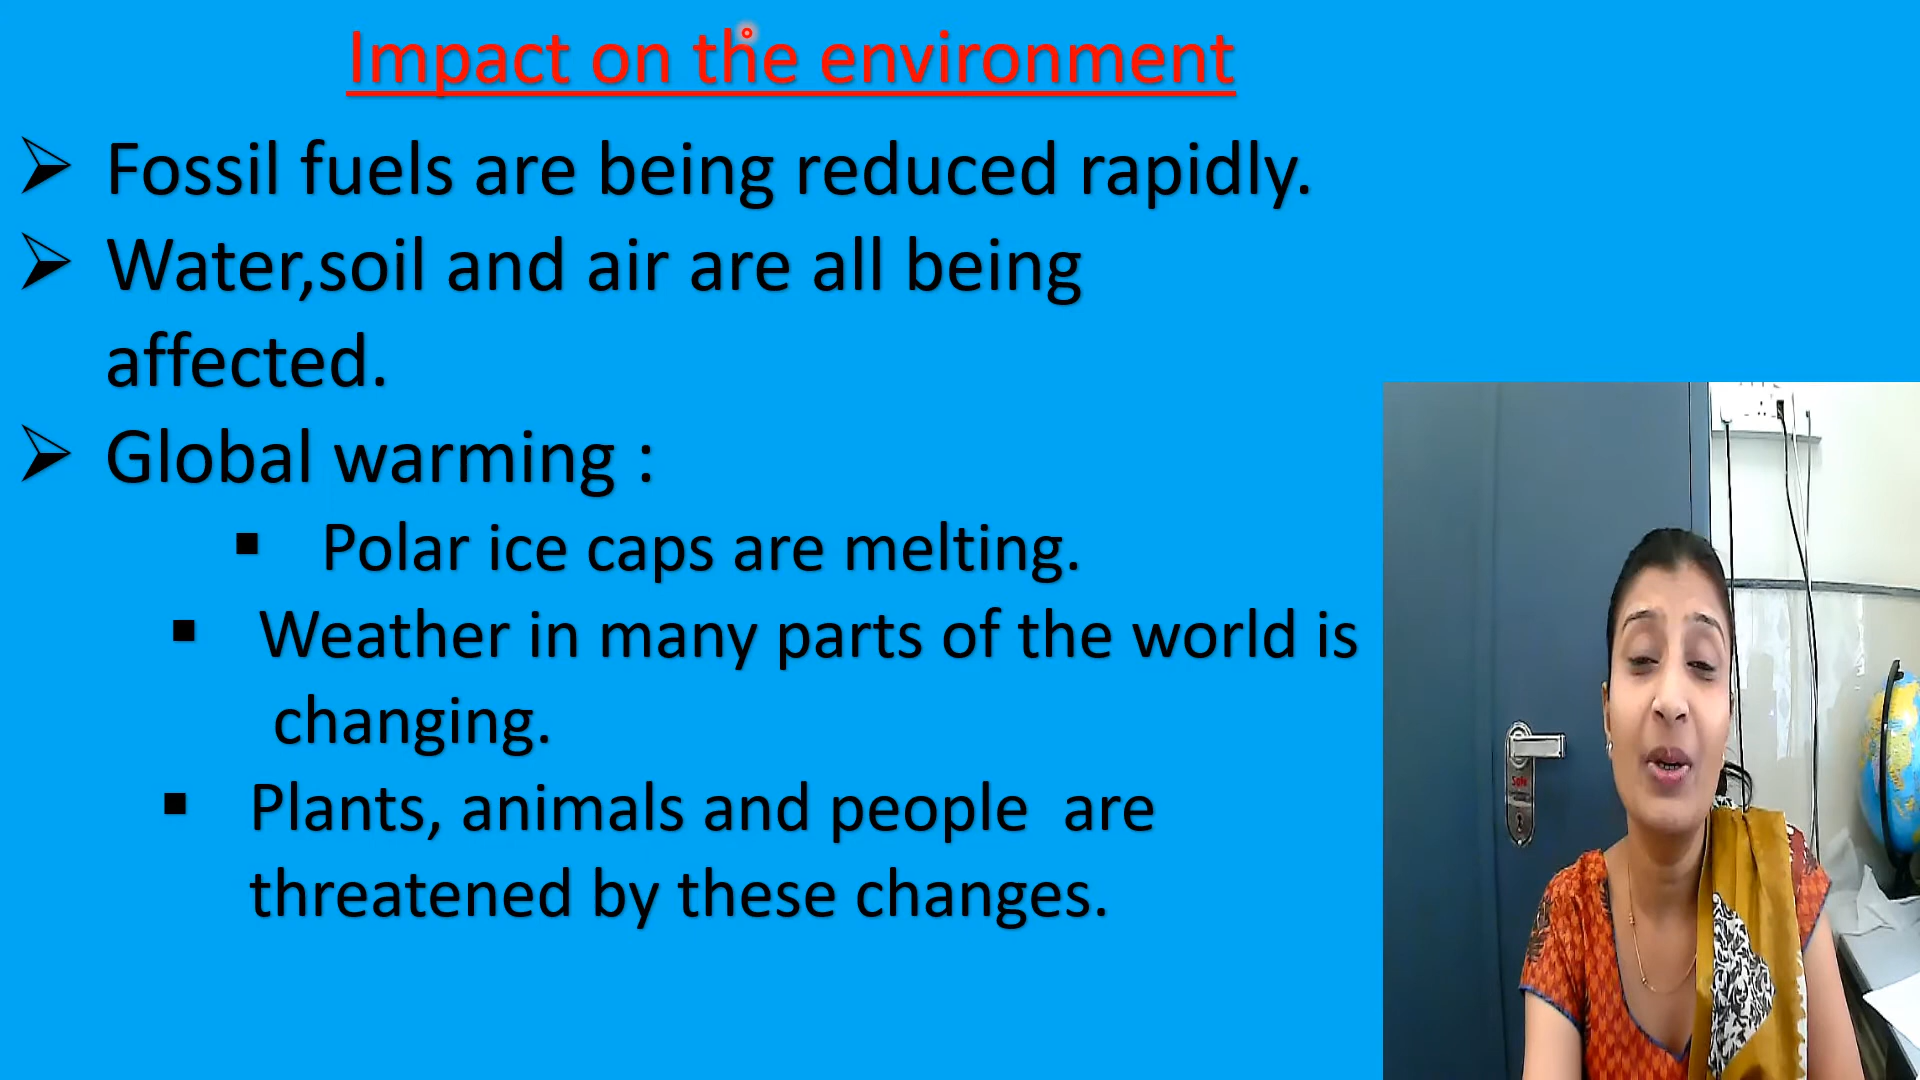 Impact on the environment
Fossil fuels are being reduced rapidly.
Water,soil and air are all being
affected.
Global warming :
Polar ice caps are melting.
Weather in many parts of the world is
changing.
Plants, animals and people are
threatened by these changes.
Safe